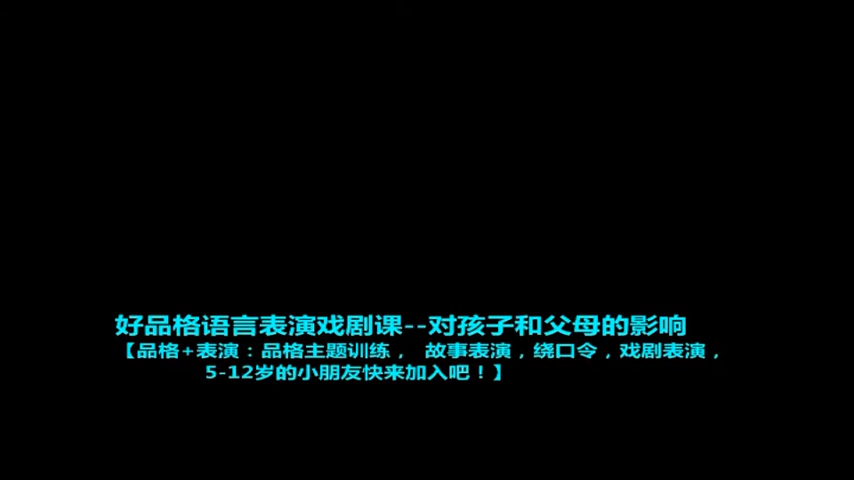 好品格语言表演戏剧课--对孩子和父母的影响
【品格+表演：品格主题训练， 故事表演，绕口令，戏剧表演，
5-12岁的小朋友快来加入吧！】